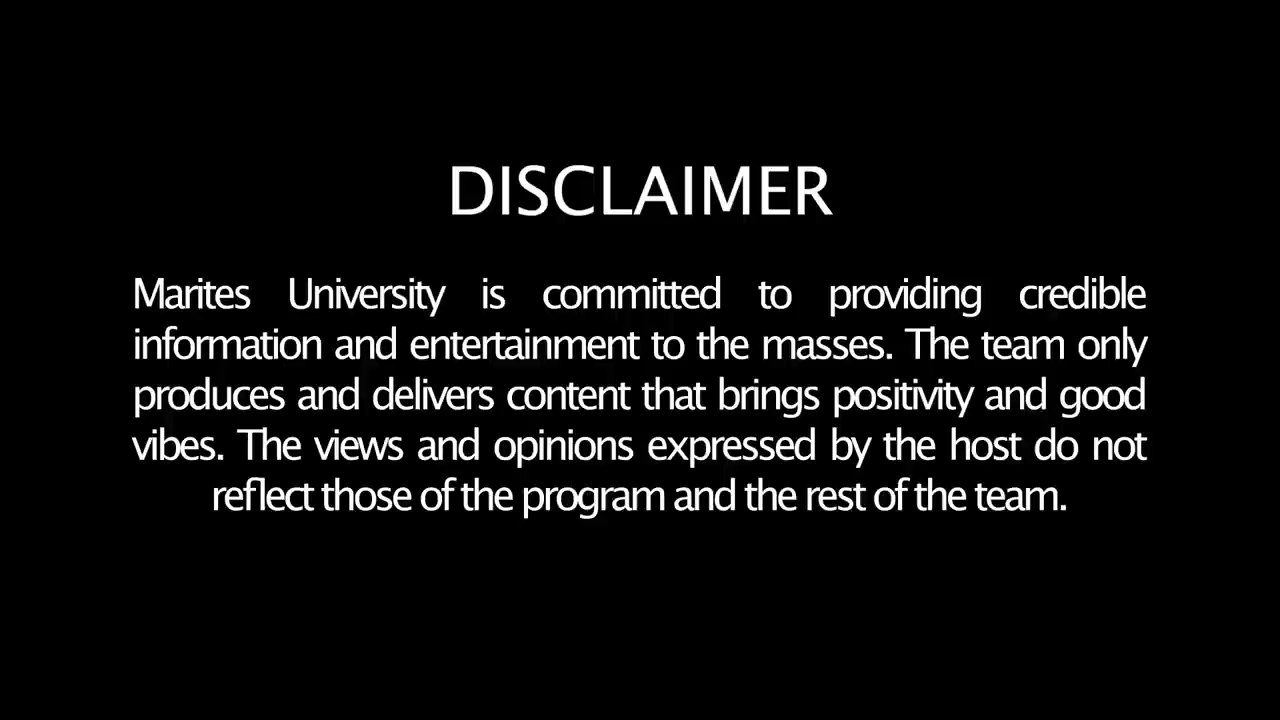 DISCLAIMER
Marites University is committed to providing credible
information and entertainment to the masses. The team only
produces and delivers content that brings positivity and good
vibes. The views and opinions expressed by the host do not
reflect those of the program and the rest of the team.